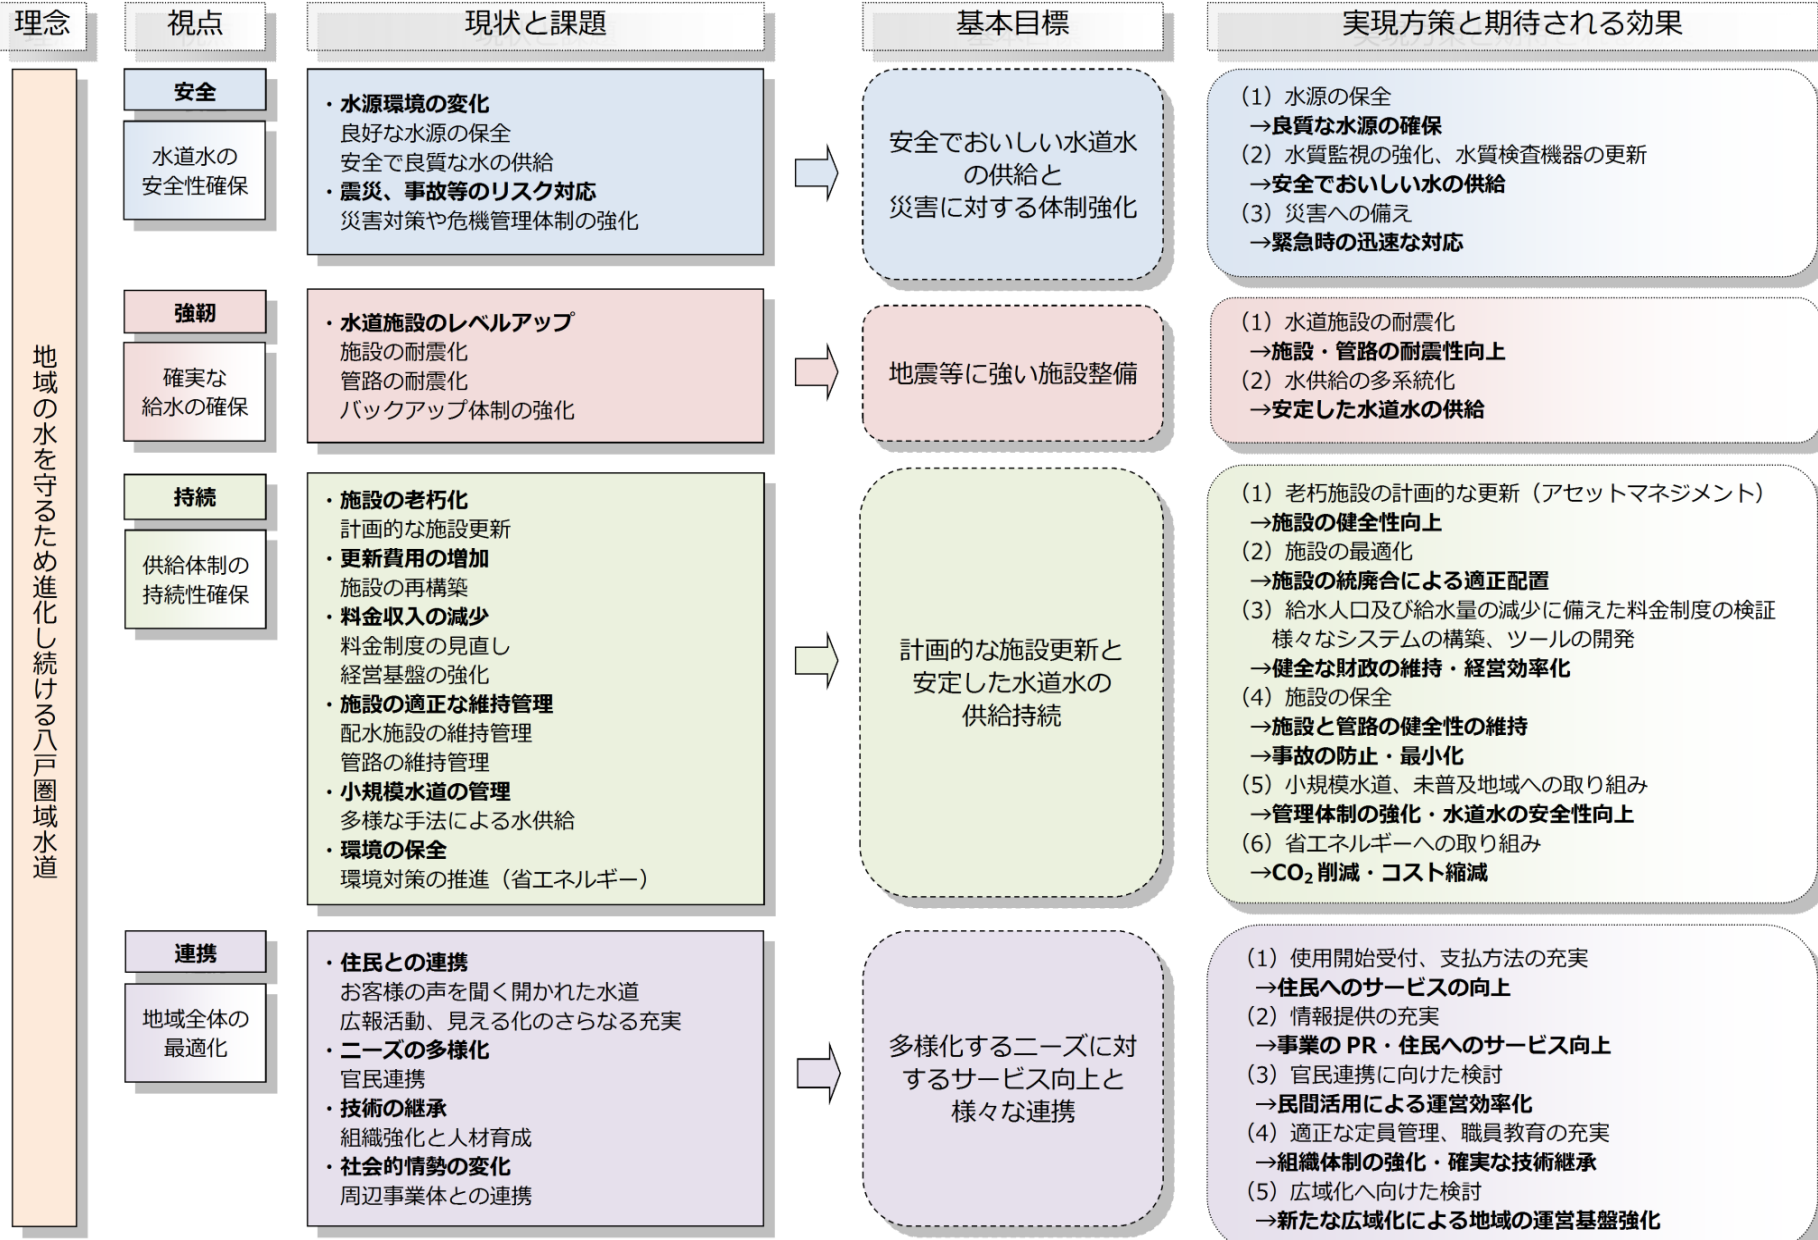 理念
視点
現状と課題
基本目標
実現方策と期待される効果
地域の水を守るため進化し続ける八戸圏域水道
安全
水道水の
安全性確保
・水源環境の変化
良好な水源の保全
安全で良質な水の供給
・震災、事故等のリスク対応
災害対策や危機管理体制の強化
安全でおいしい水道水
の供給と
災害に対する体制強化
（1）水源の保全
→良質な水源の確保
（2）水質監視の強化、水質検査機器の更新
→安全でおいしい水の供給
（3）災害への備え
→緊急時の迅速な対応
強靭
確実な
給水の確保
・水道施設のレベルアップ
施設の耐震化
管路の耐震化
バックアップ体制の強化
地震等に強い施設整備
（1）水道施設の耐震化
→施設・管路の耐震性向上
（2）水供給の多系統化
→安定した水道水の供給
持続
供給体制の
持続性確保
・施設の老朽化
計画的な施設更新
・更新費用の増加
施設の再構築
・料金収入の減少
料金制度の見直し
経営基盤の強化
・施設の適正な維持管理
配水施設の維持管理
管路の維持管理
・小規模水道の管理
多様な手法による水供給
・環境の保全
環境対策の推進（省エネルギー）
計画的な施設更新と
安定した水道水の
供給持続
（1）老朽施設の計画的な更新（アセットマネジメント）
→施設の健全性向上
（2）施設の最適化
→施設の統廃合による適正配置
（3）給水人口及び給水量の減少に備えた料金制度の検証
様々なシステムの構築、ツールの開発
→健全な財政の維持・経営効率化
（4）施設の保全
→施設と管路の健全性の維持
→事故の防止・最小化
（5）小規模水道、未普及地域への取り組み
→管理体制の強化・水道水の安全性向上
（6）省エネルギーへの取り組み
→CO₂削減・コスト縮減
連携
地域全体の
最適化
・住民との連携
お客様の声を聞く開かれた水道
広報活動、見える化のさらなる充実
・ニーズの多様化
官民連携
・技術の継承
組織強化と人材育成
・社会的情勢の変化
周辺事業体との連携
多様化するニーズに対
するサービス向上と
様々な連携
（1）使用開始受付、支払方法の充実
→住民へのサービスの向上
（2）情報提供の充実
→事業の PR・住民へのサービス向上
（3）官民連携に向けた検討
→民間活用による運営効率化
（4）適正な定員管理、職員教育の充実
→組織体制の強化・確実な技術継承
（5）広域化へ向けた検討
→新たな広域化による地域の運営基盤強化